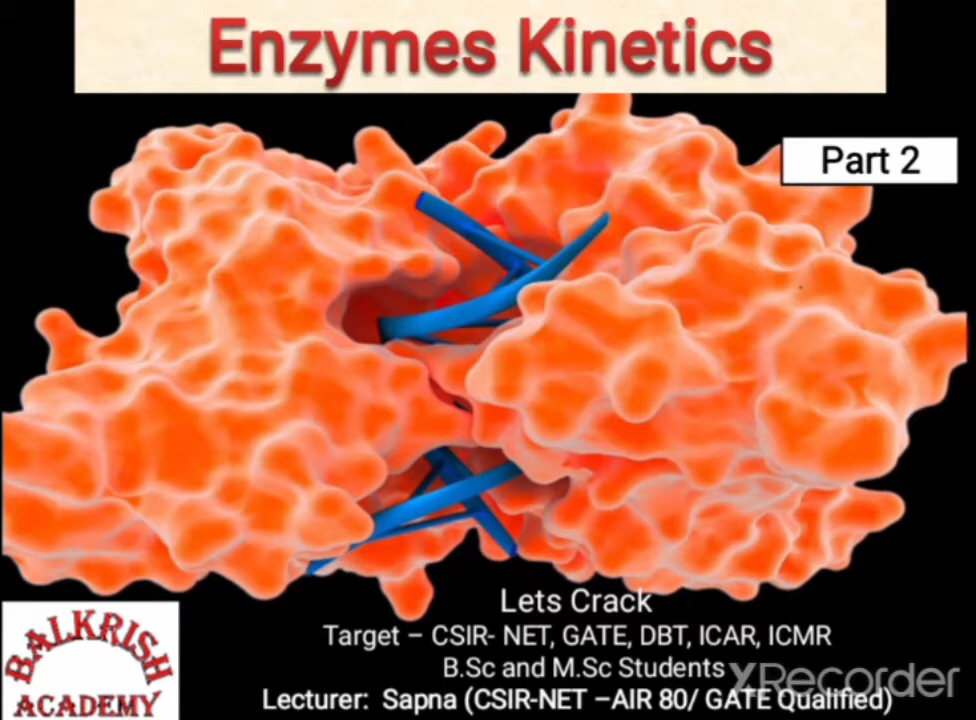 Enzymes Kinetics
Part 2
Lets Crack
Target – CSIR- NET, GATE, DBT, ICAR, ICMR
B.Sc and M.Sc Students
XRecorder
Lecturer: Sapna (CSIR-NET –AIR 80/ GATE Qualified)
BALKRISH
ACADEMY